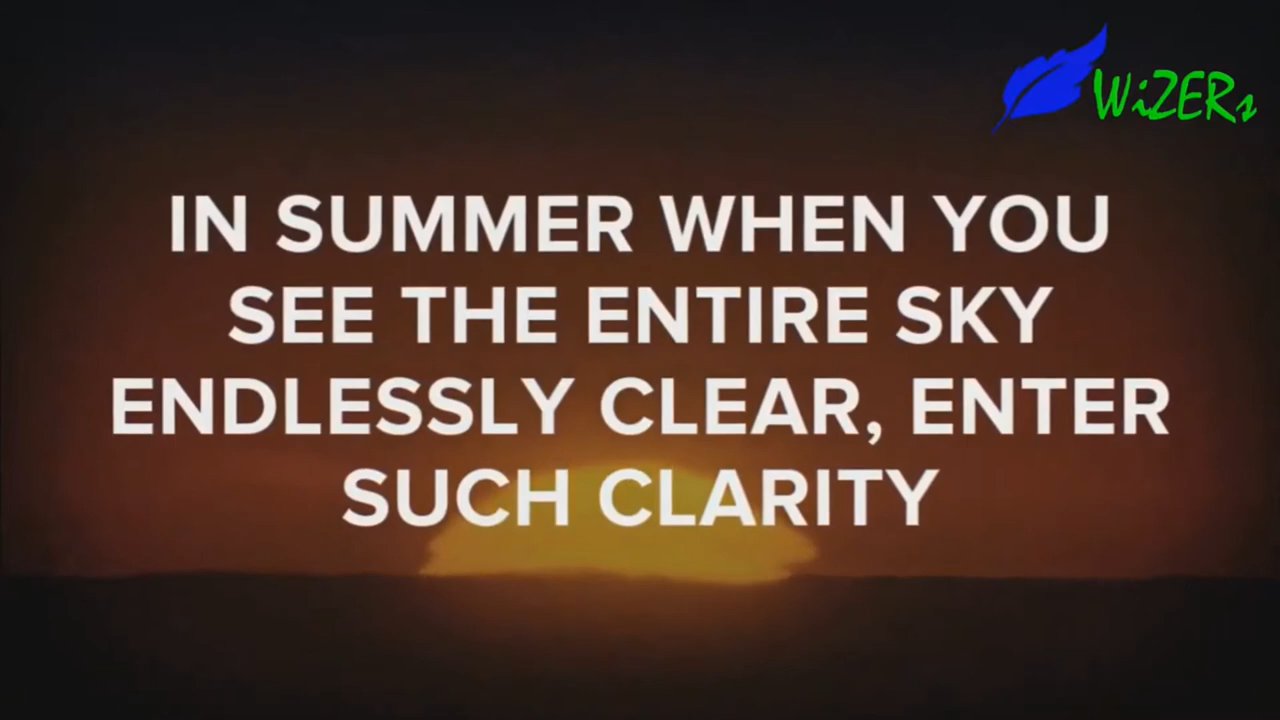 WiZERs
IN SUMMER WHEN YOU
SEE THE ENTIRE SKY
ENDLESSLY CLEAR, ENTER
SUCH CLARITY